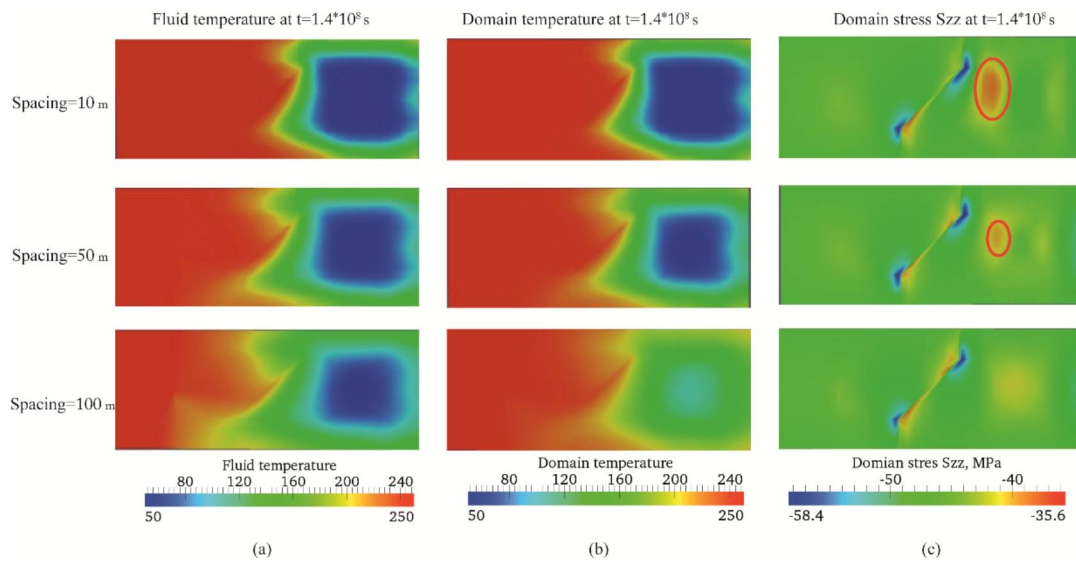 Fluid temperature at t=1.4*10⁸ s
Domain temperature at t=1.4*10⁸ s
Domain stress Szz at t=1.4*10⁸ s
Spacing=10 m
Spacing=50 m
Spacing=100 m
Fluid temperature
80 120 160 200 240
50 250
Domain temperature
80 120 160 200 240
50 250
Domian stres Szz, MPa
-50 -40
-58.4 -35.6
(a) (b) (c)